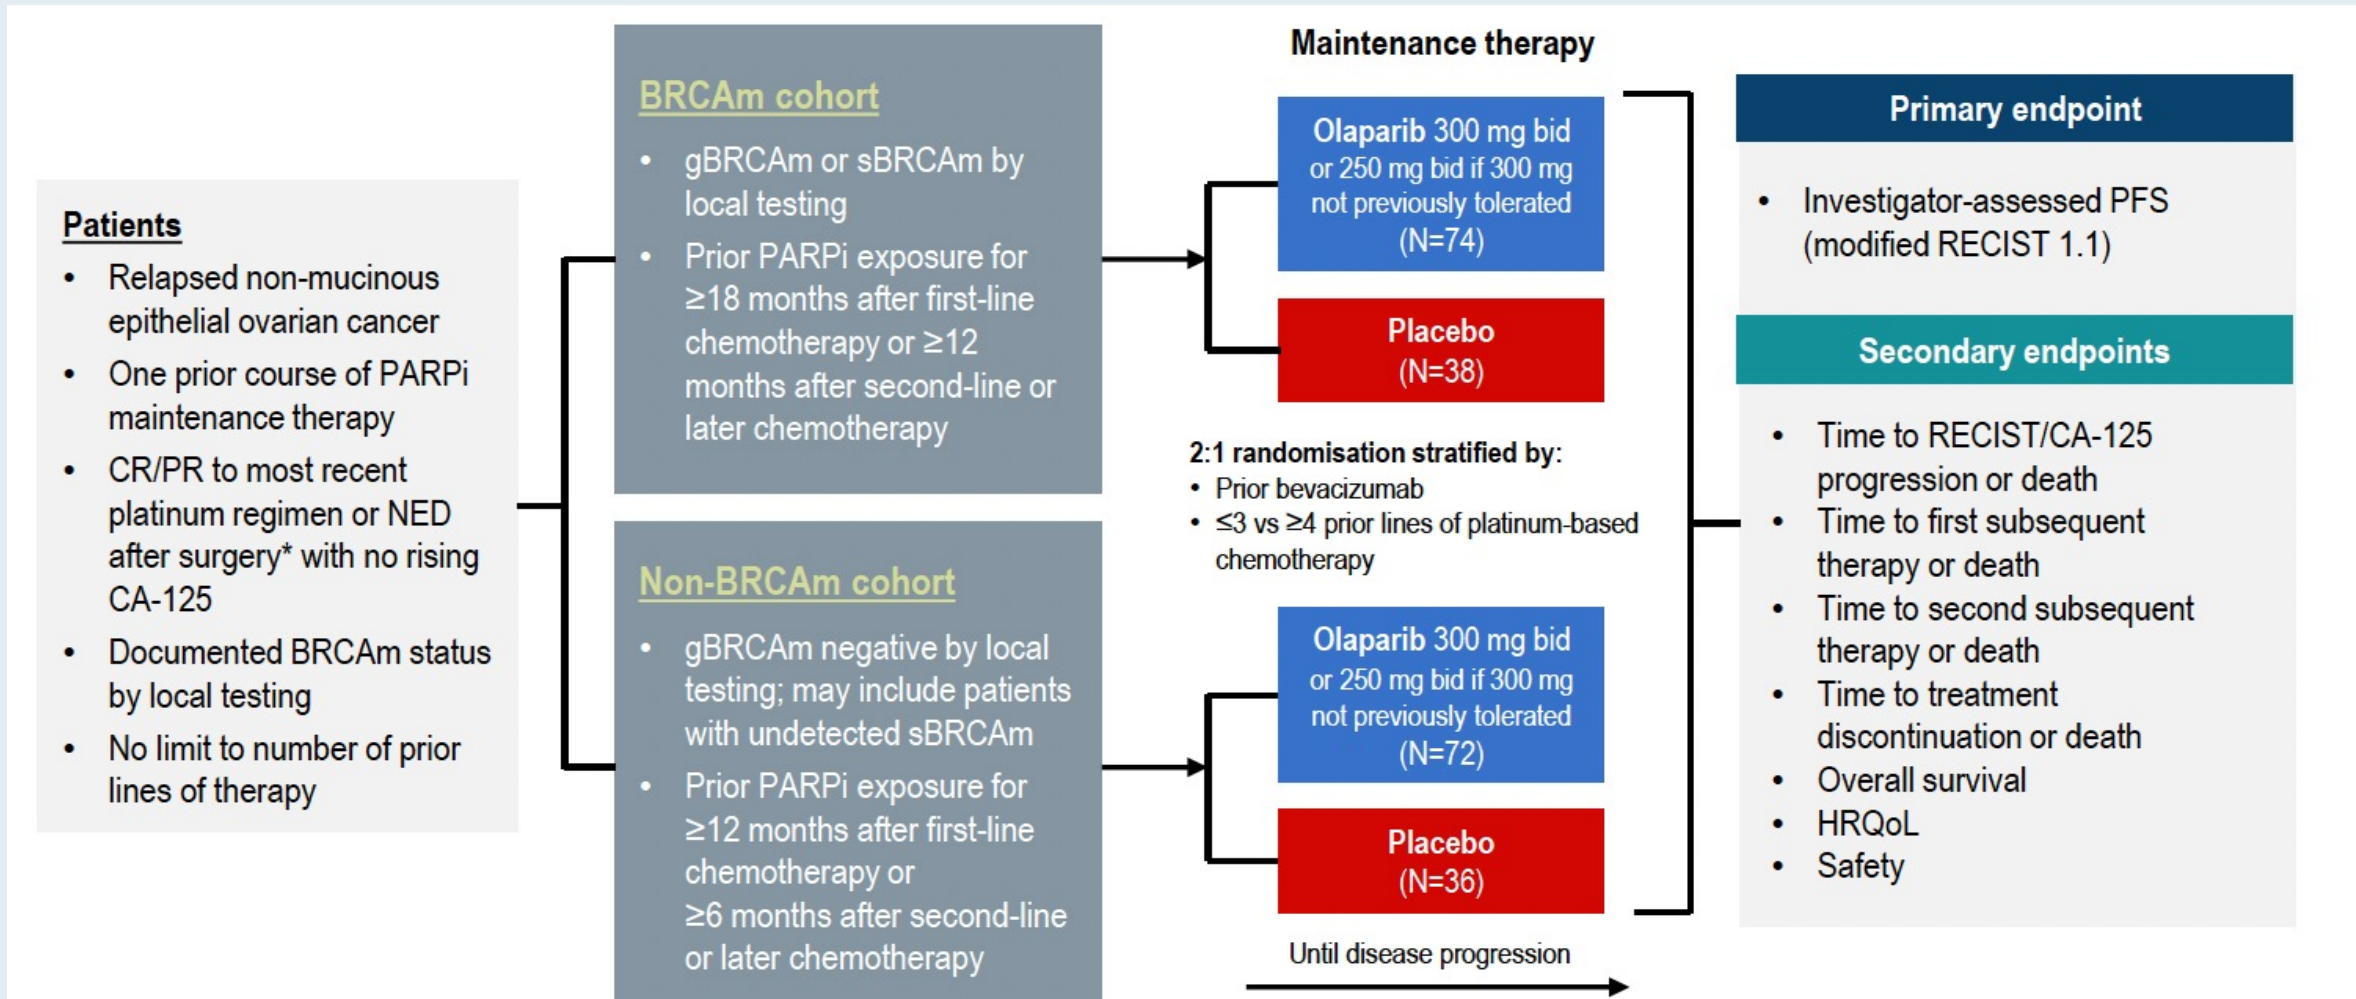 Patients
• Relapsed non-mucinous
epithelial ovarian cancer
• One prior course of PARPi
maintenance therapy
• CR/PR to most recent
platinum regimen or NED
after surgery* with no rising
CA-125
• Documented BRCAm status
by local testing
• No limit to number of prior
lines of therapy
BRCAm cohort
• gBRCAm or sBRCAm by
local testing
• Prior PARPi exposure for
≥18 months after first-line
chemotherapy or ≥12
months after second-line or
later chemotherapy
Non-BRCAm cohort
• gBRCAm negative by local
testing; may include patients
with undetected sBRCAm
• Prior PARPi exposure for
≥12 months after first-line
chemotherapy or
≥6 months after second-line
or later chemotherapy
Maintenance therapy
Olaparib 300 mg bid
or 250 mg bid if 300 mg
not previously tolerated
(N=74)
Placebo
(N=38)
2:1 randomisation stratified by:
• Prior bevacizumab
• ≤3 vs ≥4 prior lines of platinum-based
chemotherapy
Olaparib 300 mg bid
or 250 mg bid if 300 mg
not previously tolerated
(N=72)
Placebo
(N=36)
Until disease progression
Primary endpoint
• Investigator-assessed PFS
(modified RECIST 1.1)
Secondary endpoints
• Time to RECIST/CA-125
progression or death
• Time to first subsequent
therapy or death
• Time to second subsequent
therapy or death
• Time to treatment
discontinuation or death
• Overall survival
• HRQoL
• Safety